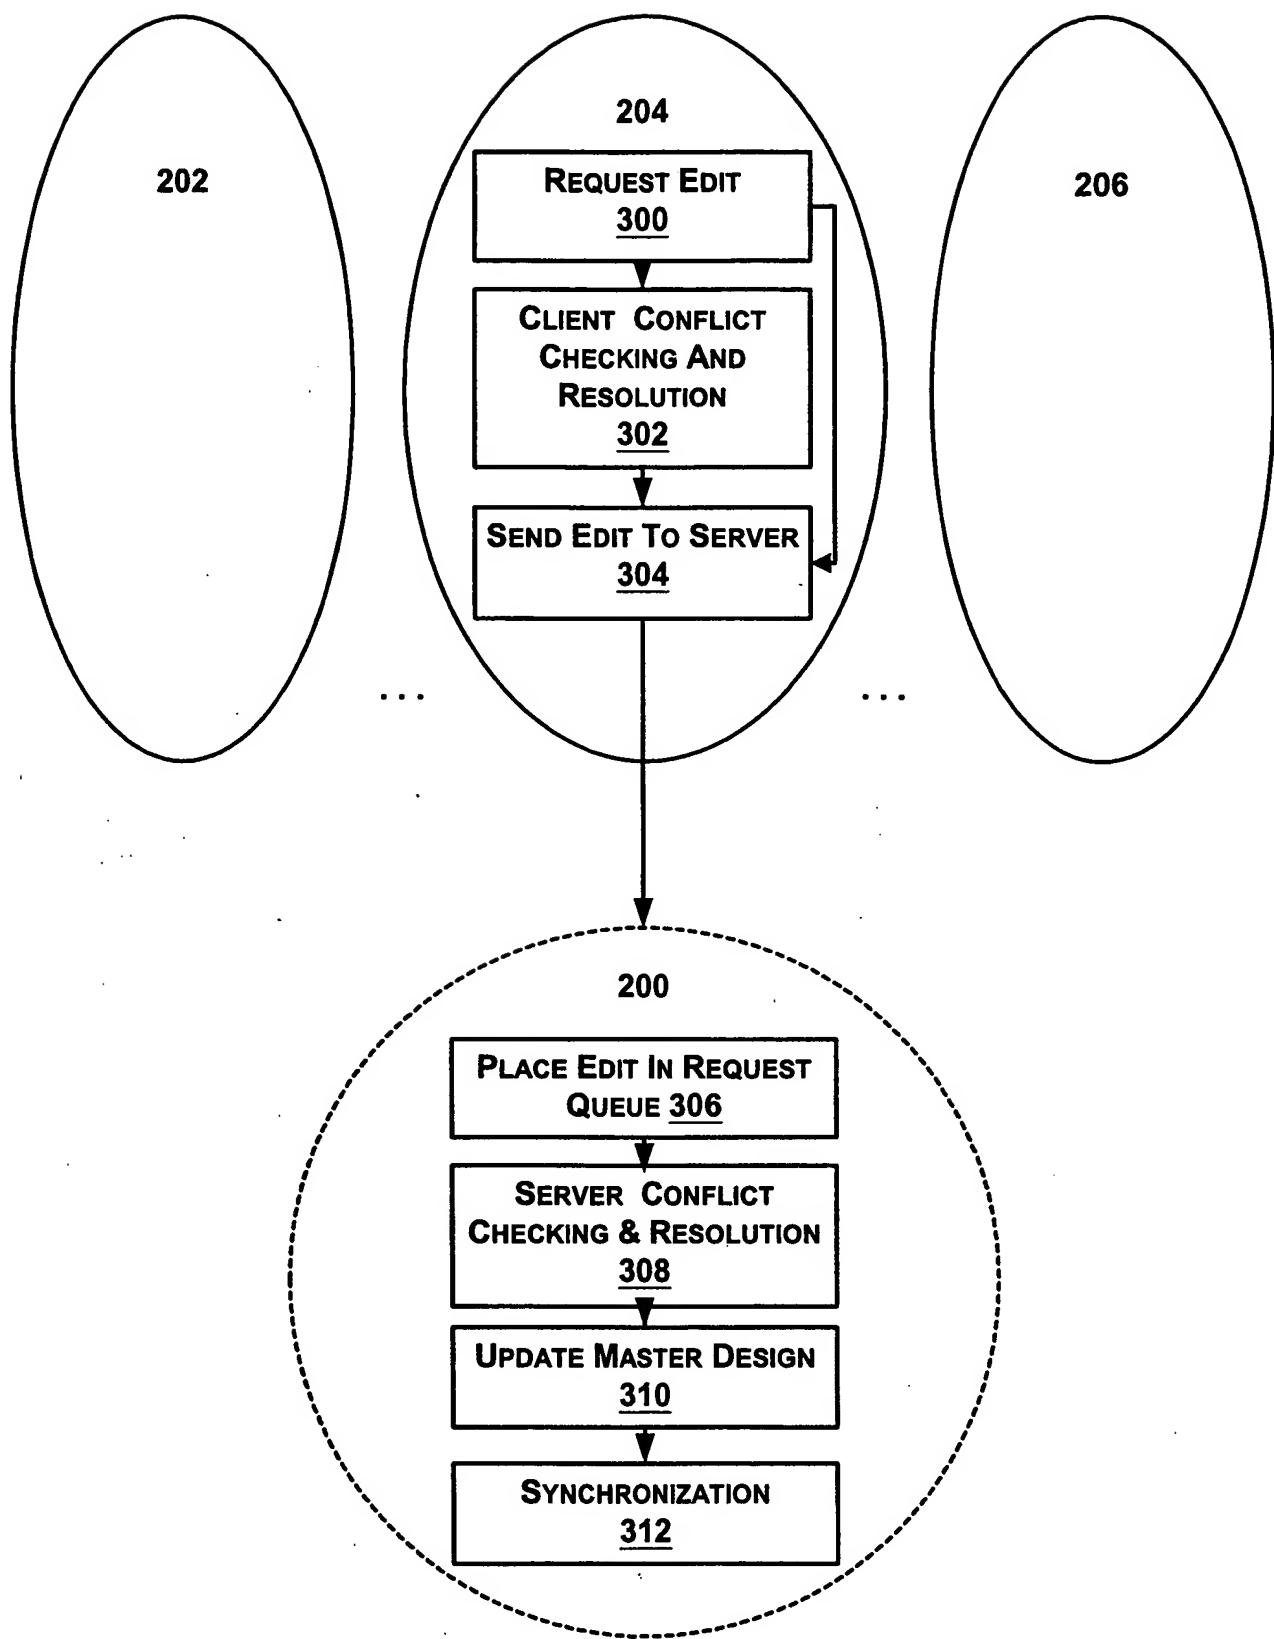 204
202
206
REQUEST EDIT
300
CLIENT CONFLICT
CHECKING AND
RESOLUTION
302
SEND EDIT TO SERVER
304
...
...
200
PLACE EDIT IN REQUEST
QUEUE 306
SERVER CONFLICT
CHECKING & RESOLUTION
308
UPDATE MASTER DESIGN
310
SYNCHRONIZATION
312